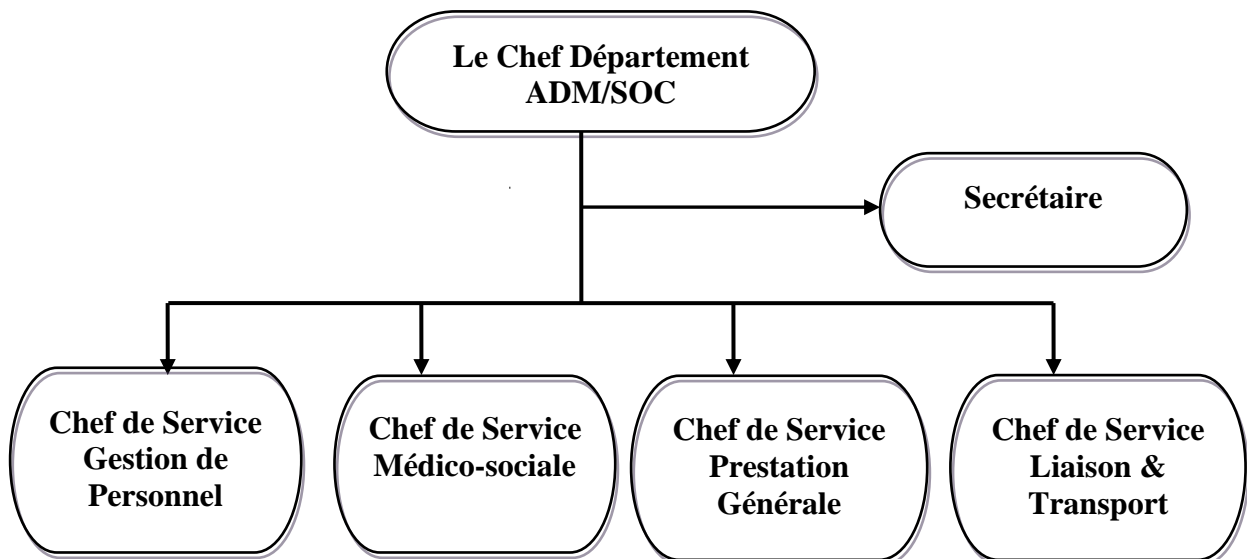 Le Chef Département
ADM/SOC
Secrétaire
Chef de Service
Gestion de
Personnel
Chef de Service
Médico-sociale
Chef de Service
Prestation
Générale
Chef de Service
Liaison &
Transport